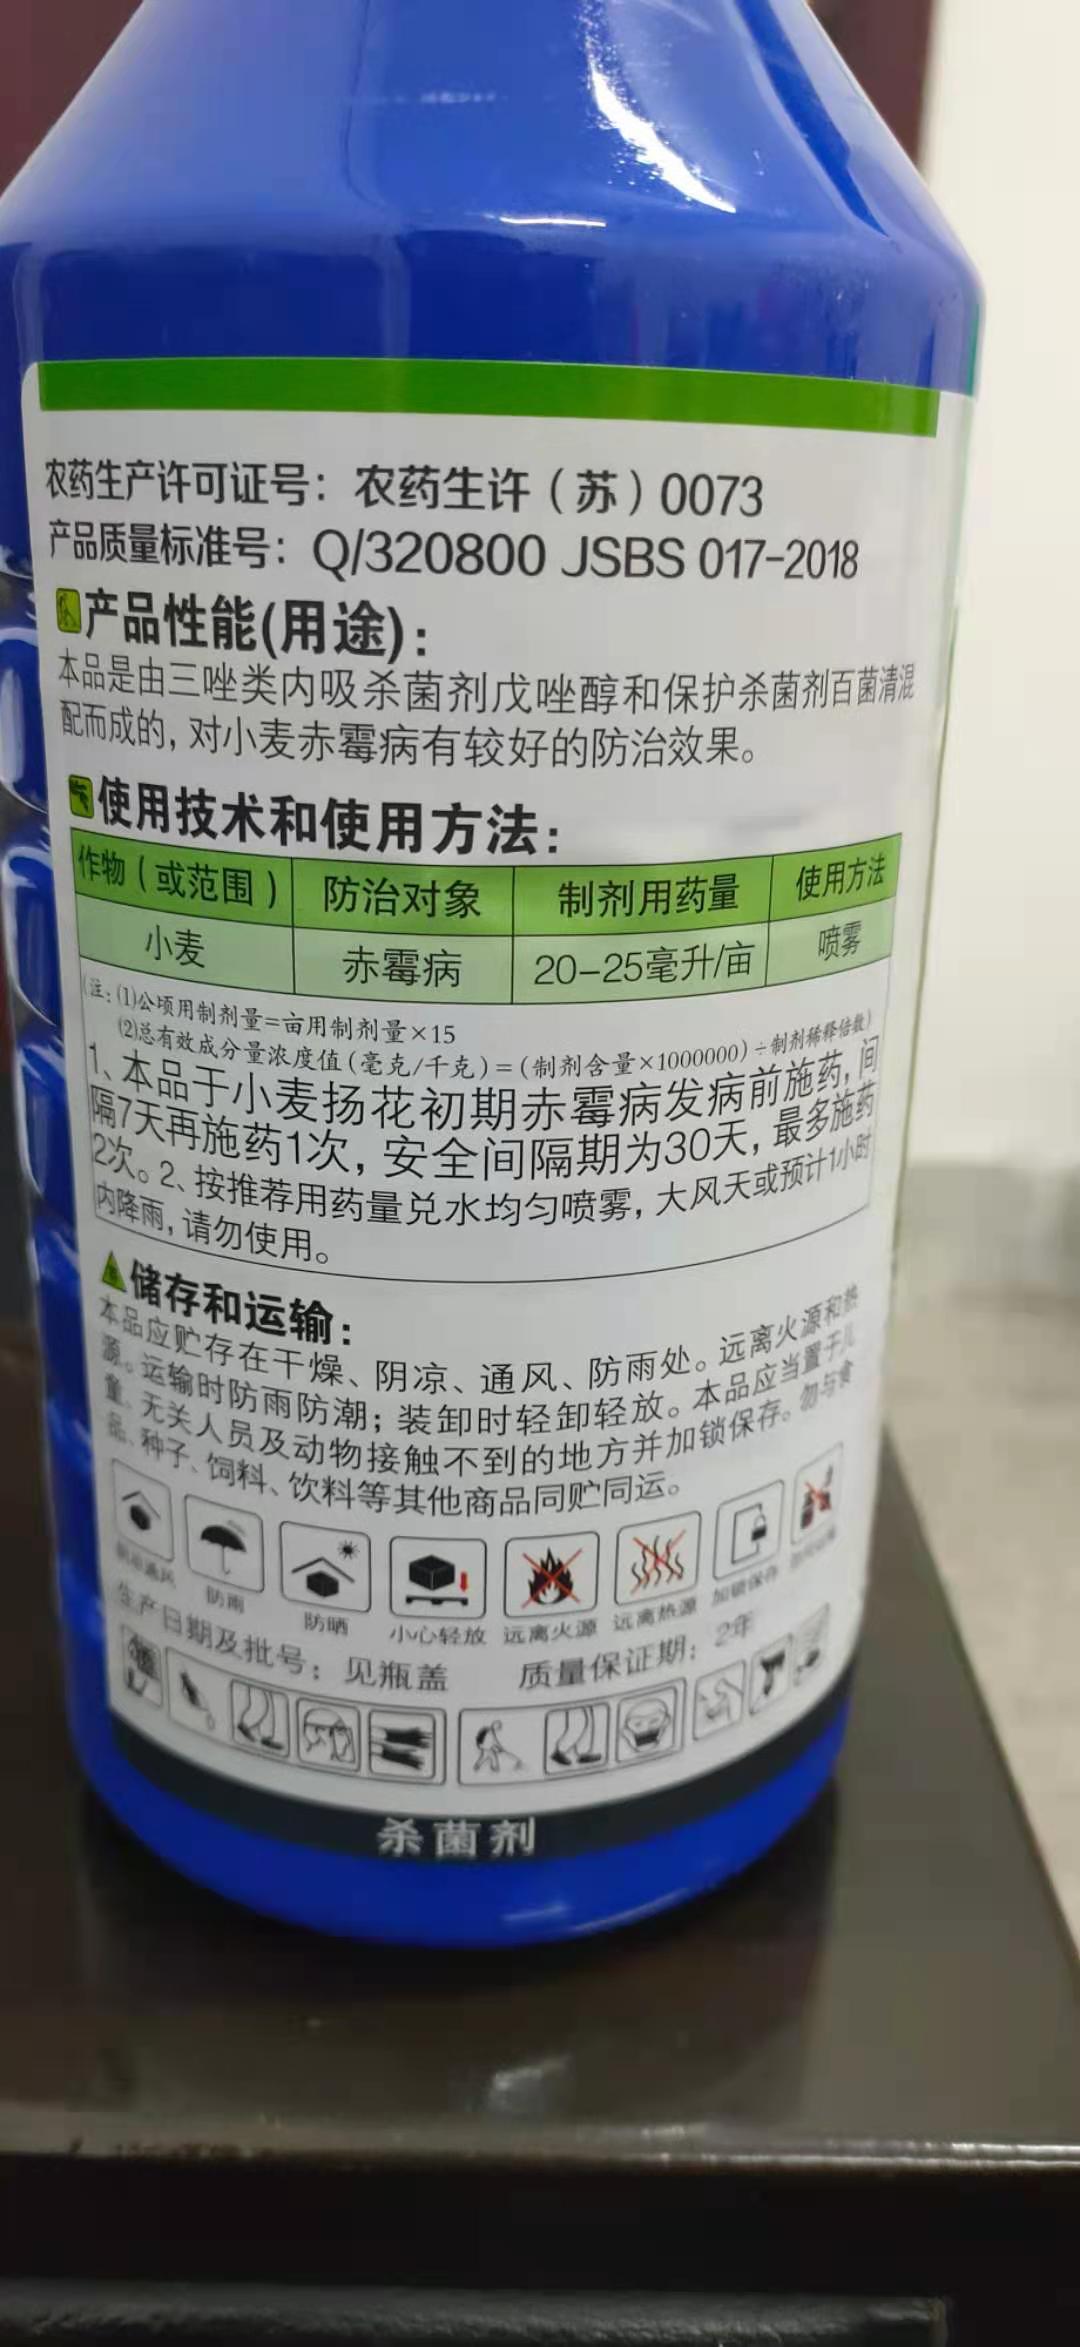 农药生产许可证号：农药生许（苏）0073
产品质量标准号：Q/320800 JSBS 017-2018
产品性能(用途)：
本品是由三唑类内吸杀菌剂戊唑醇和保护杀菌剂百菌清混
配而成的，对小麦赤霉病有较好的防治效果。
使用技术和使用方法：
作物（或范围） 防治对象 制剂用药量 使用方法
小麦 赤霉病 20-25毫升/亩 喷雾
（注：⑴公顷用制剂量=亩用制剂量×15
⑵总有效成分量浓度值（毫克/千克）=（制剂含量×1000000）÷制剂稀释倍数）
1、本品于小麦扬花初期赤霉病发病前施药，间
隔7天再施药1次，安全间隔期为30天，最多施药
2次。2、按推荐用药量兑水均匀喷雾，大风天或预计1小时
内降雨，请勿使用。
储存和运输：
本品应贮存在干燥、阴凉、通风、防雨处。远离火源和热
源。运输时防雨防潮；装卸时轻卸轻放。本品应当置于儿
童、无关人员及动物接触不到的地方并加锁保存。勿与食
品、种子、饲料、饮料等其他商品同贮同运。
防雨 防晒 小心轻放 远离火源 远离热源 加锁保存
生产日期及批号：见瓶盖 质量保证期：2年
杀菌剂